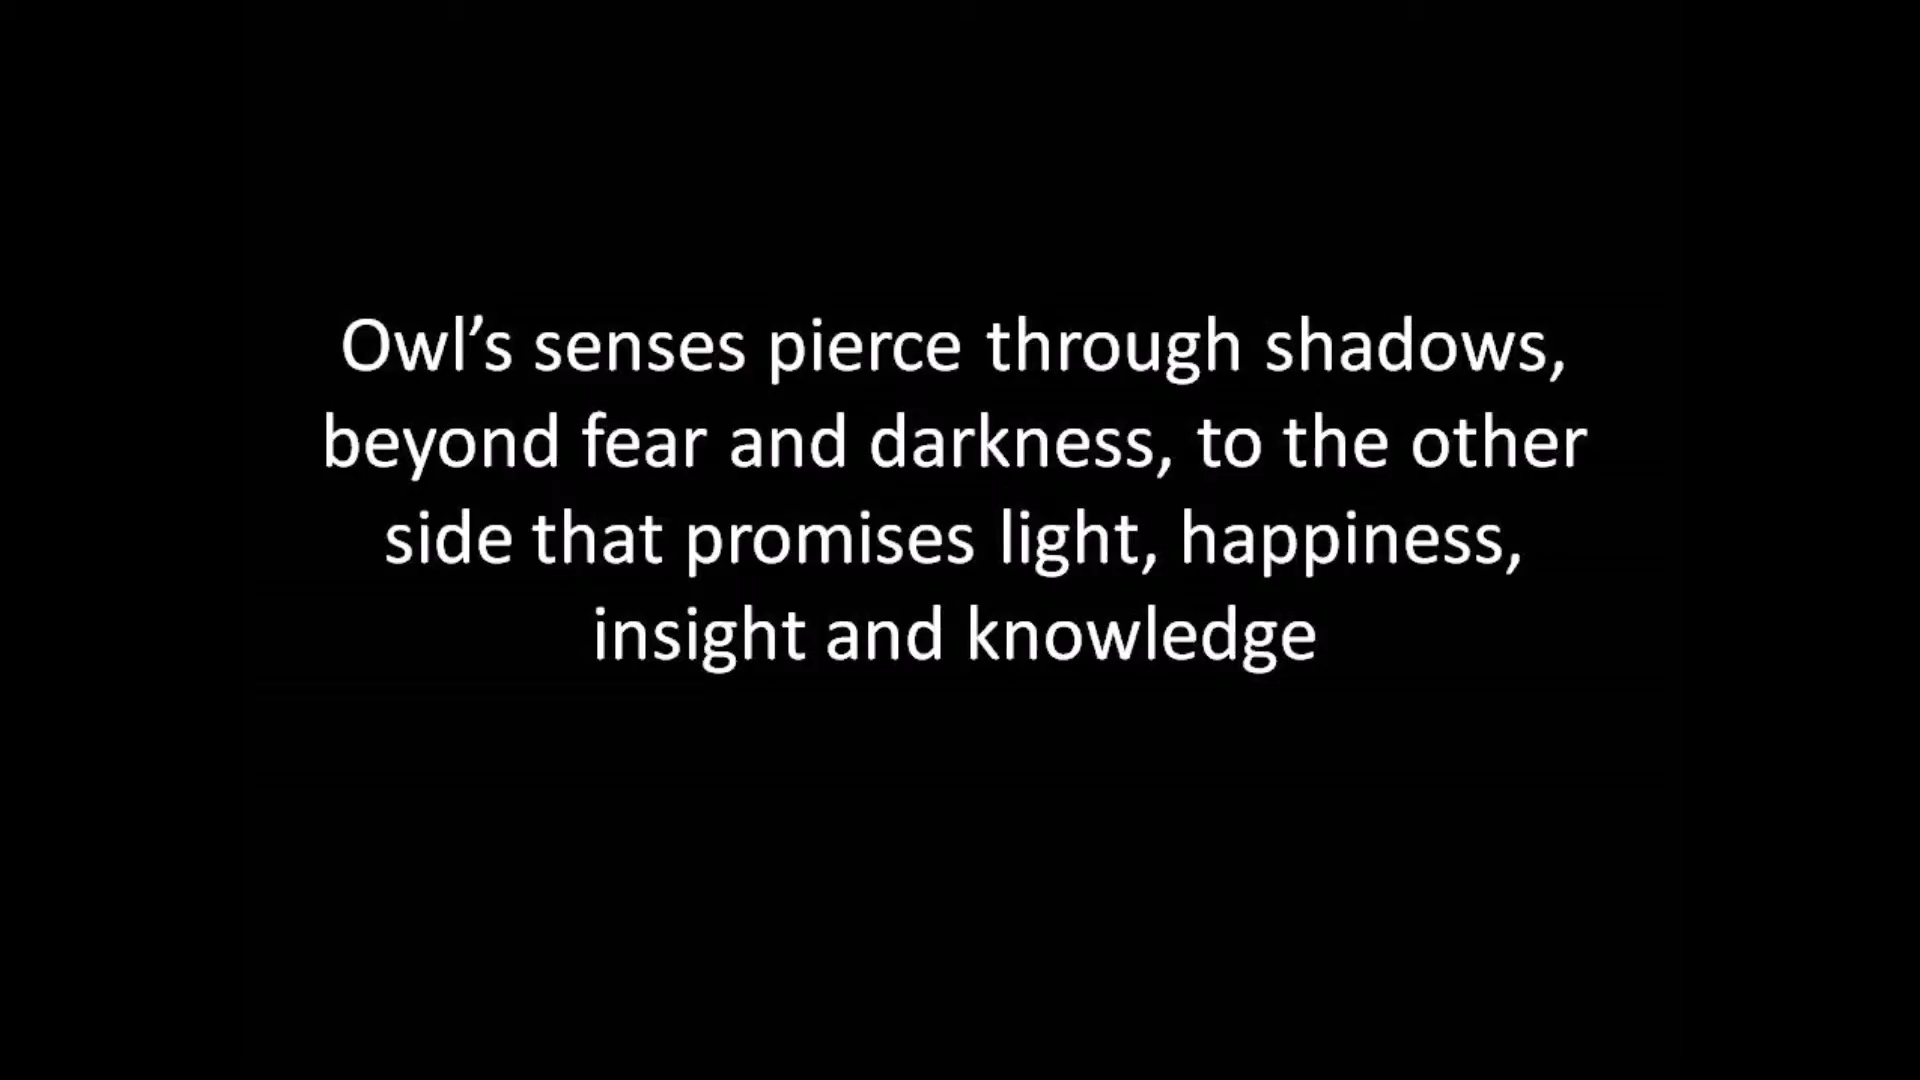 Owl’s senses pierce through shadows,
beyond fear and darkness, to the other
side that promises light, happiness,
insight and knowledge